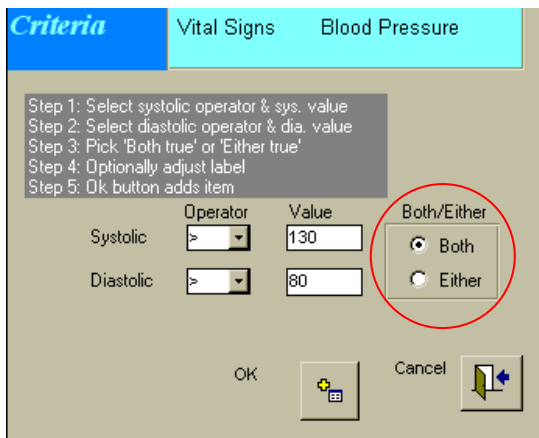 Criteria Vital Signs Blood Pressure
Step 1: Select systolic operator & sys. value
Step 2: Select diastolic operator & dia. value
Step 3: Pick 'Both true' or 'Either true'
Step 4: Optionally adjust label
Step 5: Ok button adds item
Operator Value Both/Either
Systolic > 130 Both
Diastolic > 80 Either
OK Cancel